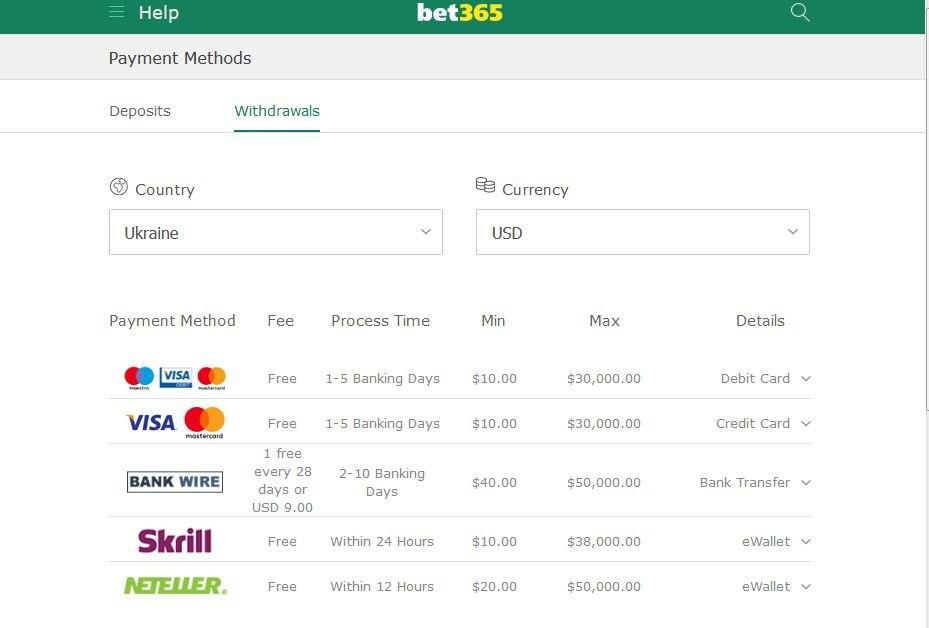 Help
bet365
Payment Methods
Deposits Withdrawals
Country Currency
Ukraine USD
Payment Method Fee Process Time Min Max Details
maestro VISA DEBIT mastercard Free 1-5 Banking Days $10.00 $30,000.00 Debit Card
VISA mastercard Free 1-5 Banking Days $10.00 $30,000.00 Credit Card
BANK WIRE 1 free every 28 days or USD 9.00 2-10 Banking Days $40.00 $50,000.00 Bank Transfer
Skrill Free Within 24 Hours $10.00 $38,000.00 eWallet
NETELLER Free Within 12 Hours $20.00 $50,000.00 eWallet